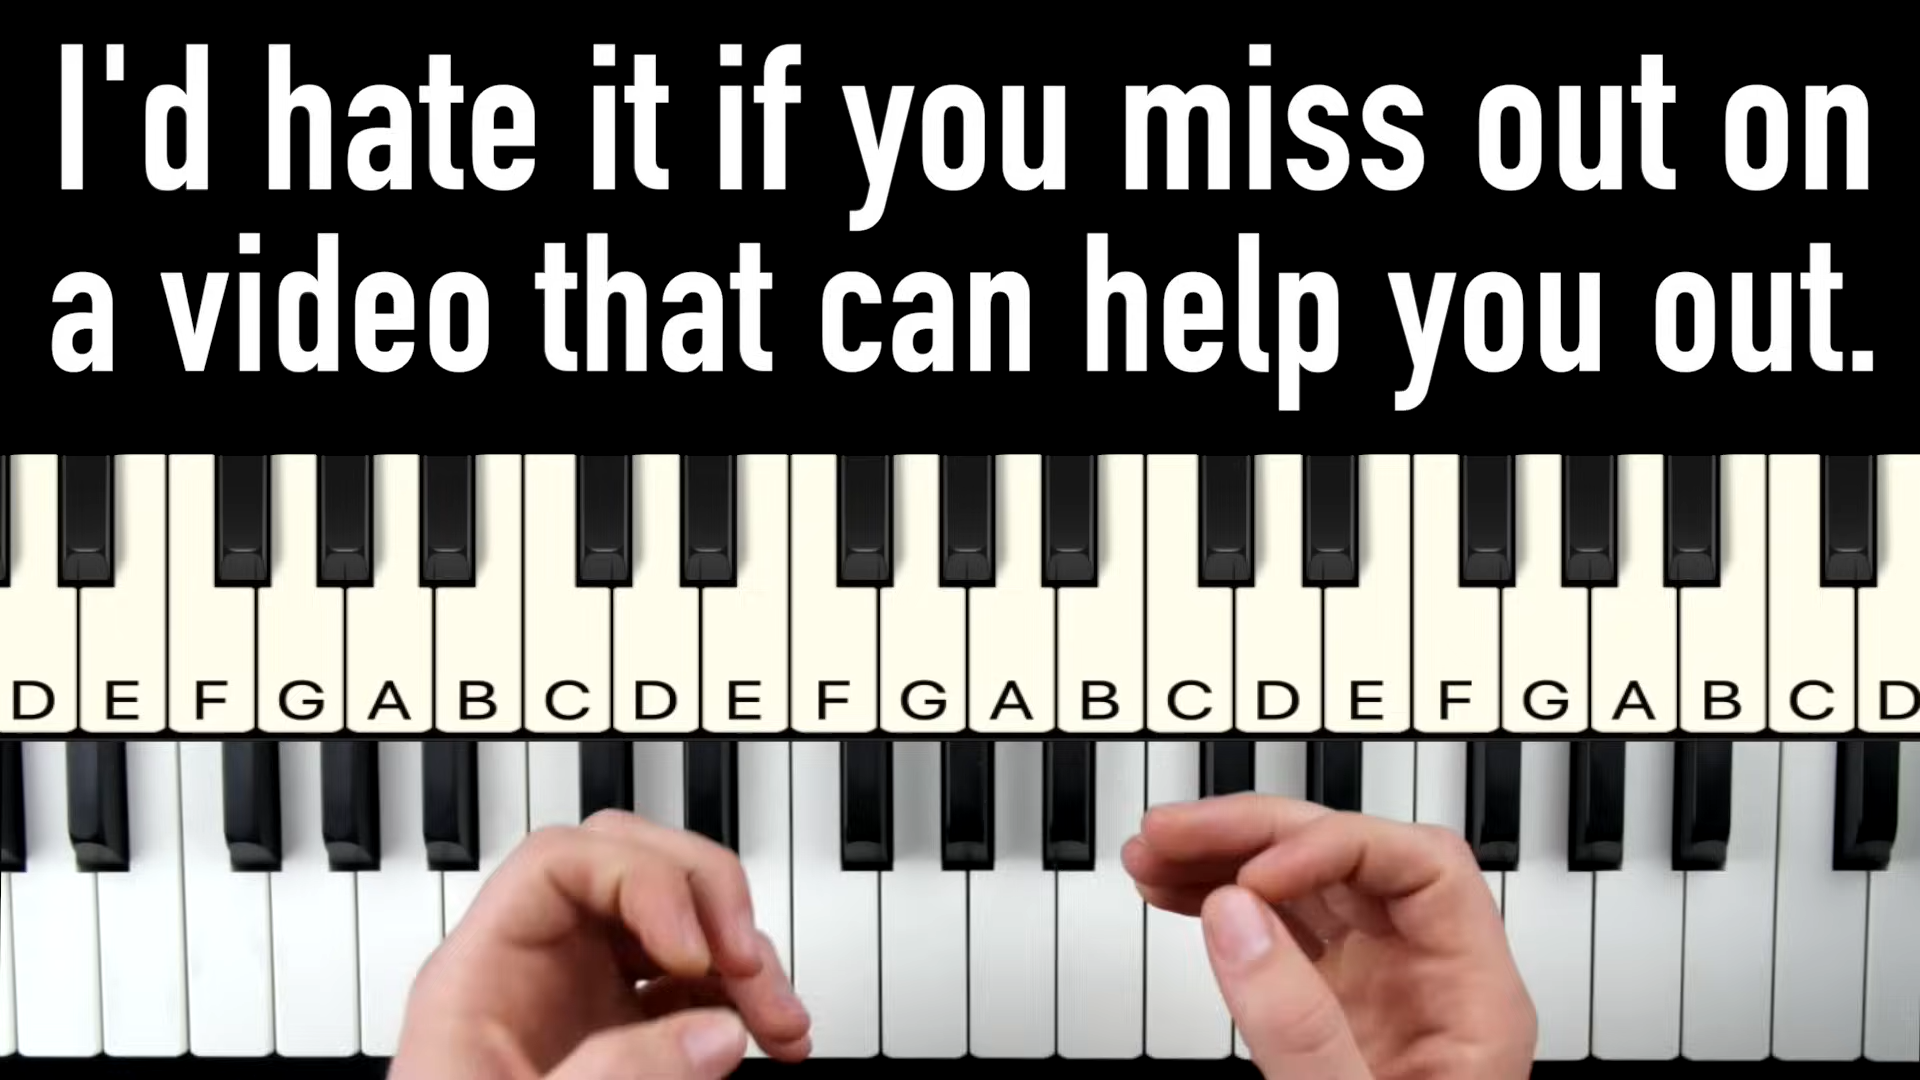 I'd hate it if you miss out on
a video that can help you out.
D E F G A B C D E F G A B C D E F G A B C D